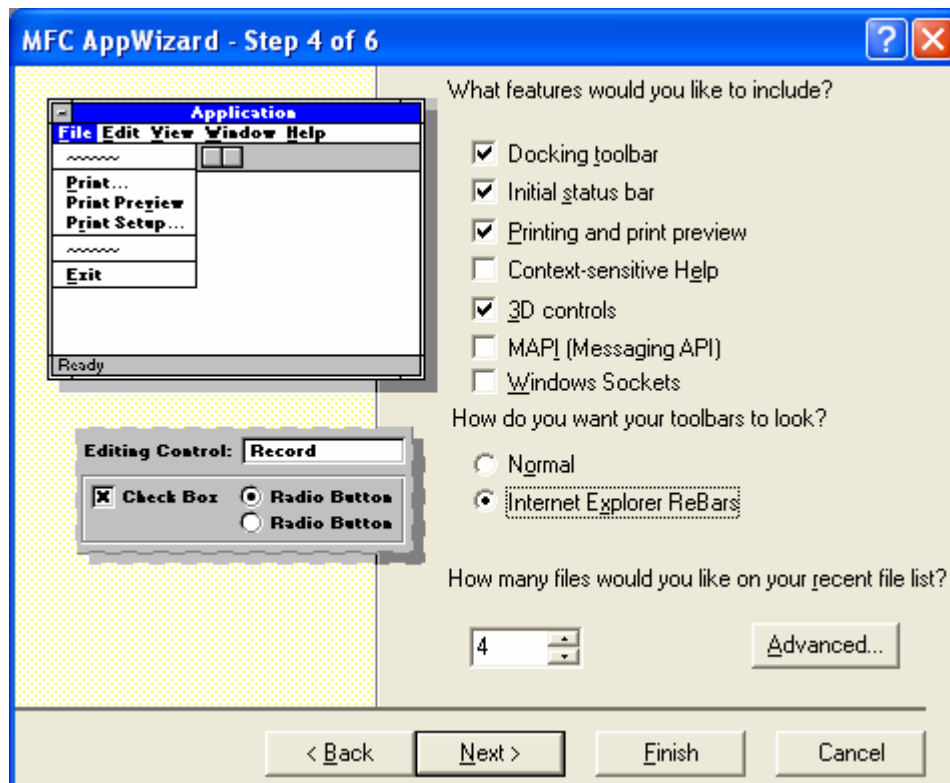 MFC AppWizard - Step 4 of 6
Application
File Edit View Window Help
Print...
Print Preview
Print Setup...
Exit
Ready
Editing Control: Record
Check Box
Radio Button
Radio Button
What features would you like to include?
Docking toolbar
Initial status bar
Printing and print preview
Context-sensitive Help
3D controls
MAPI (Messaging API)
Windows Sockets
How do you want your toolbars to look?
Normal
Internet Explorer ReBars
How many files would you like on your recent file list?
4
Advanced...
< Back
Next >
Finish
Cancel